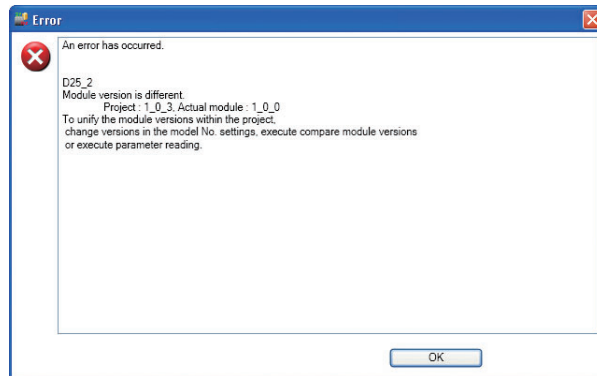 Error
An error has occurred.
D25_2
Module version is different.
Project : 1_0_3, Actual module : 1_0_0
To unify the module versions within the project,
change versions in the model No. settings, execute compare module versions
or execute parameter reading.
OK